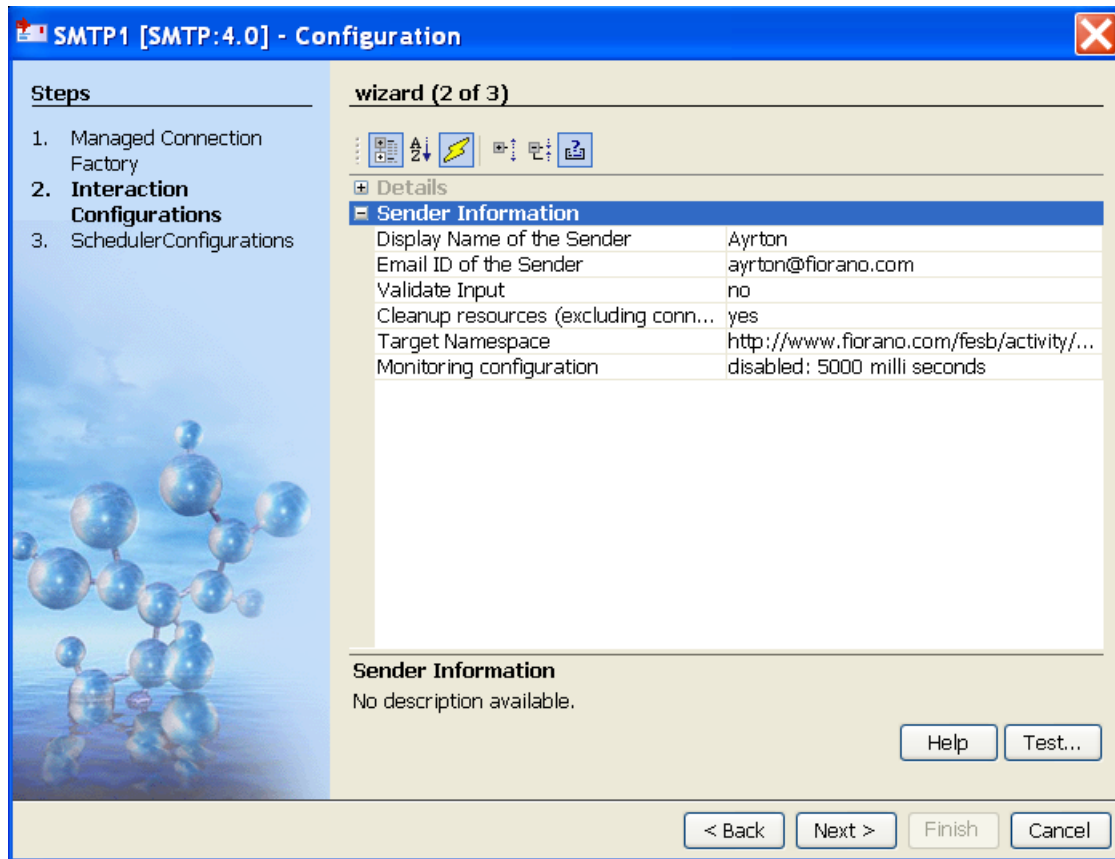 SMTP1 [SMTP:4.0] - Configuration
Steps
1. Managed Connection
Factory
2. Interaction
Configurations
3. SchedulerConfigurations
wizard (2 of 3)
Details
Sender Information
Display Name of the Sender Ayrton
Email ID of the Sender ayrton@fiorano.com
Validate Input no
Cleanup resources (excluding conn... yes
Target Namespace http://www.fiorano.com/fesb/activity/...
Monitoring configuration disabled: 5000 milli seconds
Sender Information
No description available.
Help Test...
< Back Next > Finish Cancel